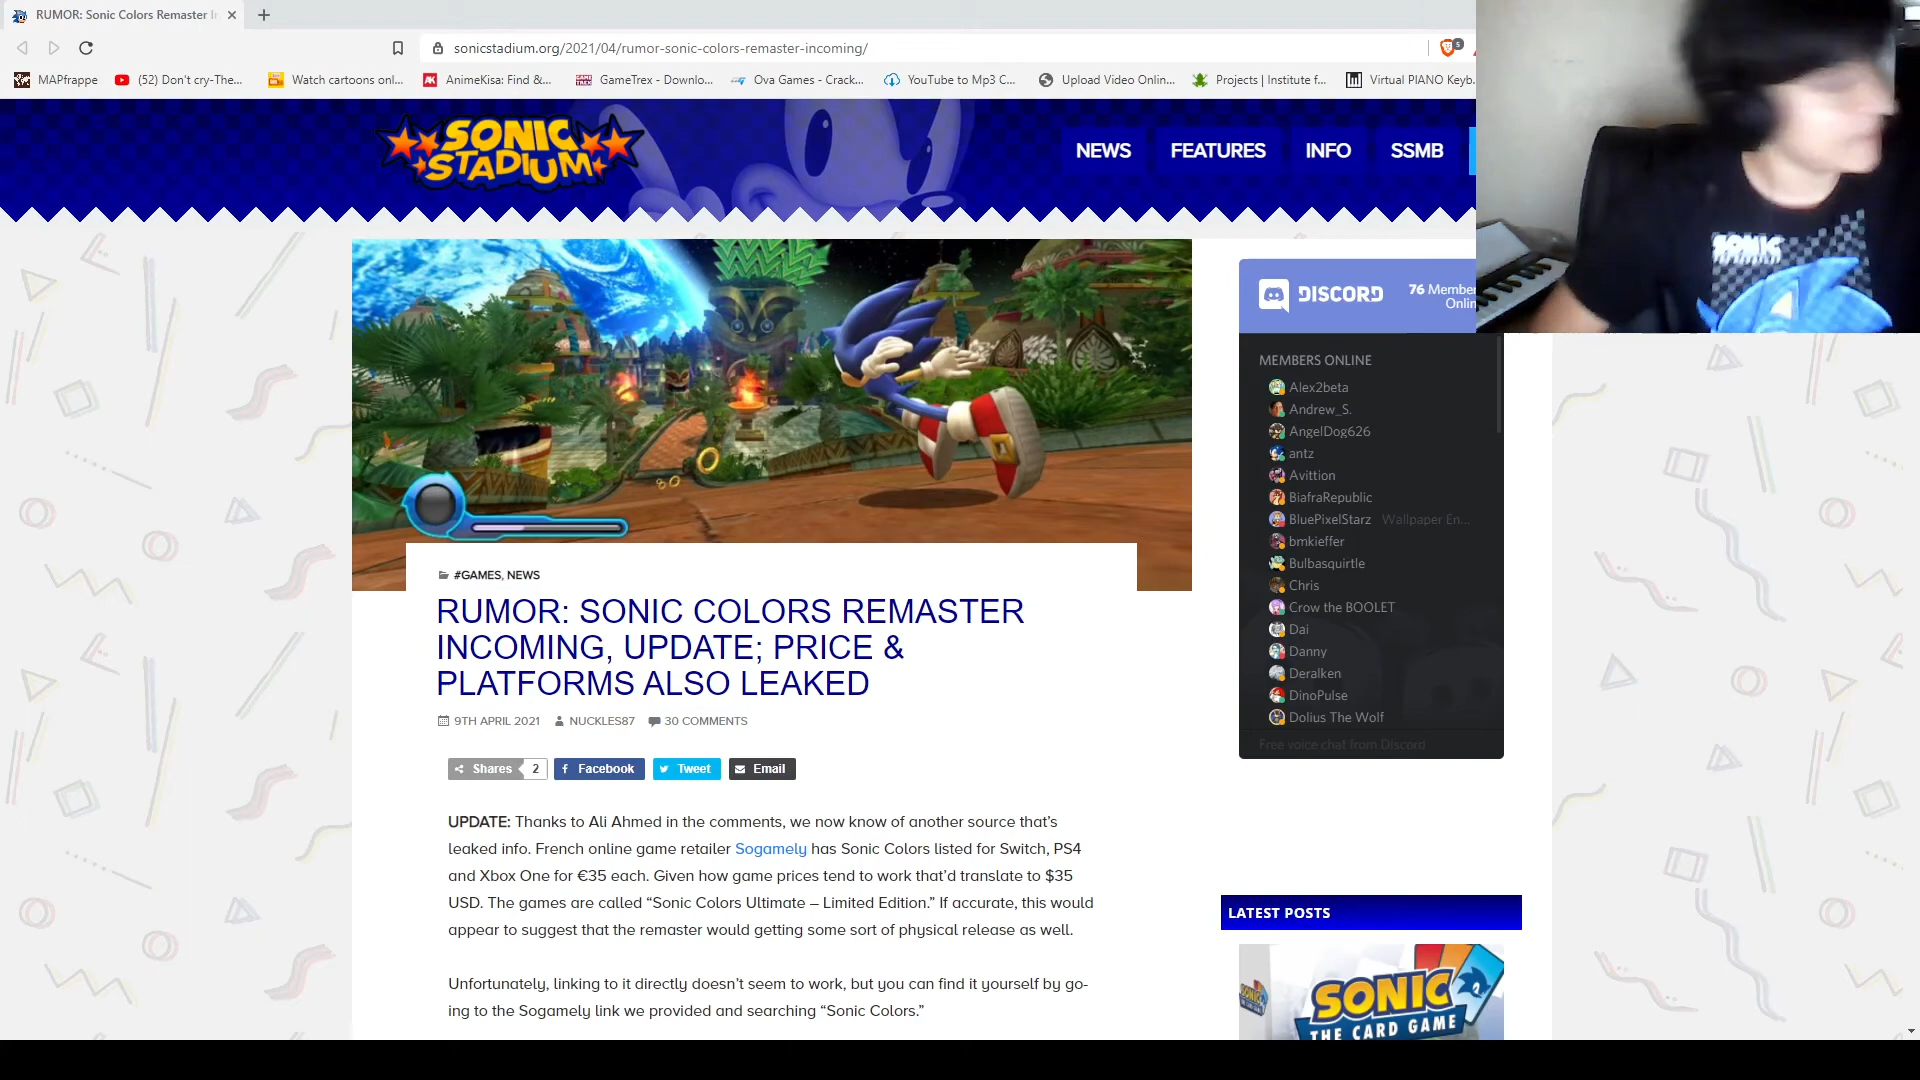 RUMOR: Sonic Colors Remaster In
sonicstadium.org/2021/04/rumor-sonic-colors-remaster-incoming/
5
MAPfrappe
(52) Don't cry-The...
Watch cartoons onl...
AnimeKisa: Find &...
GameTrex - Downlo...
Ova Games - Crack...
YouTube to Mp3 C...
Upload Video Onlin...
Projects | Institute f...
Virtual PIANO Keyb.
SONIC
STADIUM
NEWS
FEATURES
INFO
SSMB
SONIC
DISCORD
76 Member
Onlin
MEMBERS ONLINE
Alex2beta
Andrew_S.
AngelDog626
antz
Avittion
BiafraRepublic
BluePixelStarz Wallpaper En...
bmkieffer
Bulbasquirtle
Chris
Crow the BOOLET
Dai
Danny
Deralken
DinoPulse
Dolius The Wolf
Free voice chat from Discord
#GAMES, NEWS
RUMOR: SONIC COLORS REMASTER
INCOMING, UPDATE; PRICE &
PLATFORMS ALSO LEAKED
9TH APRIL 2021
NUCKLES87
30 COMMENTS
Shares
2
Facebook
Tweet
Email
UPDATE: Thanks to Ali Ahmed in the comments, we now know of another source that's
leaked info. French online game retailer Sogamely has Sonic Colors listed for Switch, PS4
and Xbox One for €35 each. Given how game prices tend to work that'd translate to $35
USD. The games are called “Sonic Colors Ultimate – Limited Edition.” If accurate, this would
appear to suggest that the remaster would getting some sort of physical release as well.
Unfortunately, linking to it directly doesn't seem to work, but you can find it yourself by go-
ing to the Sogamely link we provided and searching “Sonic Colors.”
LATEST POSTS
SONIC
THE CARD GAME